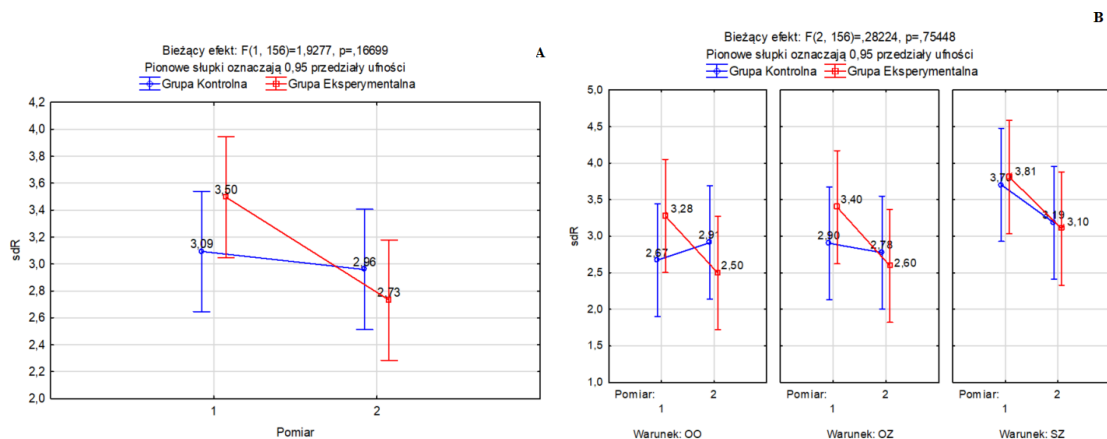 A
Bieżący efekt: F(1, 156)=1,9277, p=,16699
Pionowe słupki oznaczają 0,95 przedziały ufności
Grupa Kontrolna Grupa Eksperymentalna
sdR
4,2
4,0
3,8
3,6
3,4
3,2
3,0
2,8
2,6
2,4
2,2
2,0
3,09
3,50
2,96
2,73
1 2
Pomiar
B
Bieżący efekt: F(2, 156)=,28224, p=,75448
Pionowe słupki oznaczają 0,95 przedziały ufności
Grupa Kontrolna Grupa Eksperymentalna
sdR
5,0
4,5
4,0
3,5
3,0
2,5
2,0
1,5
1,0
2,67
3,28
2,91
2,50
2,90
3,40
2,78
2,60
3,81
3,19
3,10
Pomiar: 2 Pomiar: 2 Pomiar: 2
1 1 1
Warunek: OO Warunek: OZ Warunek: SZ